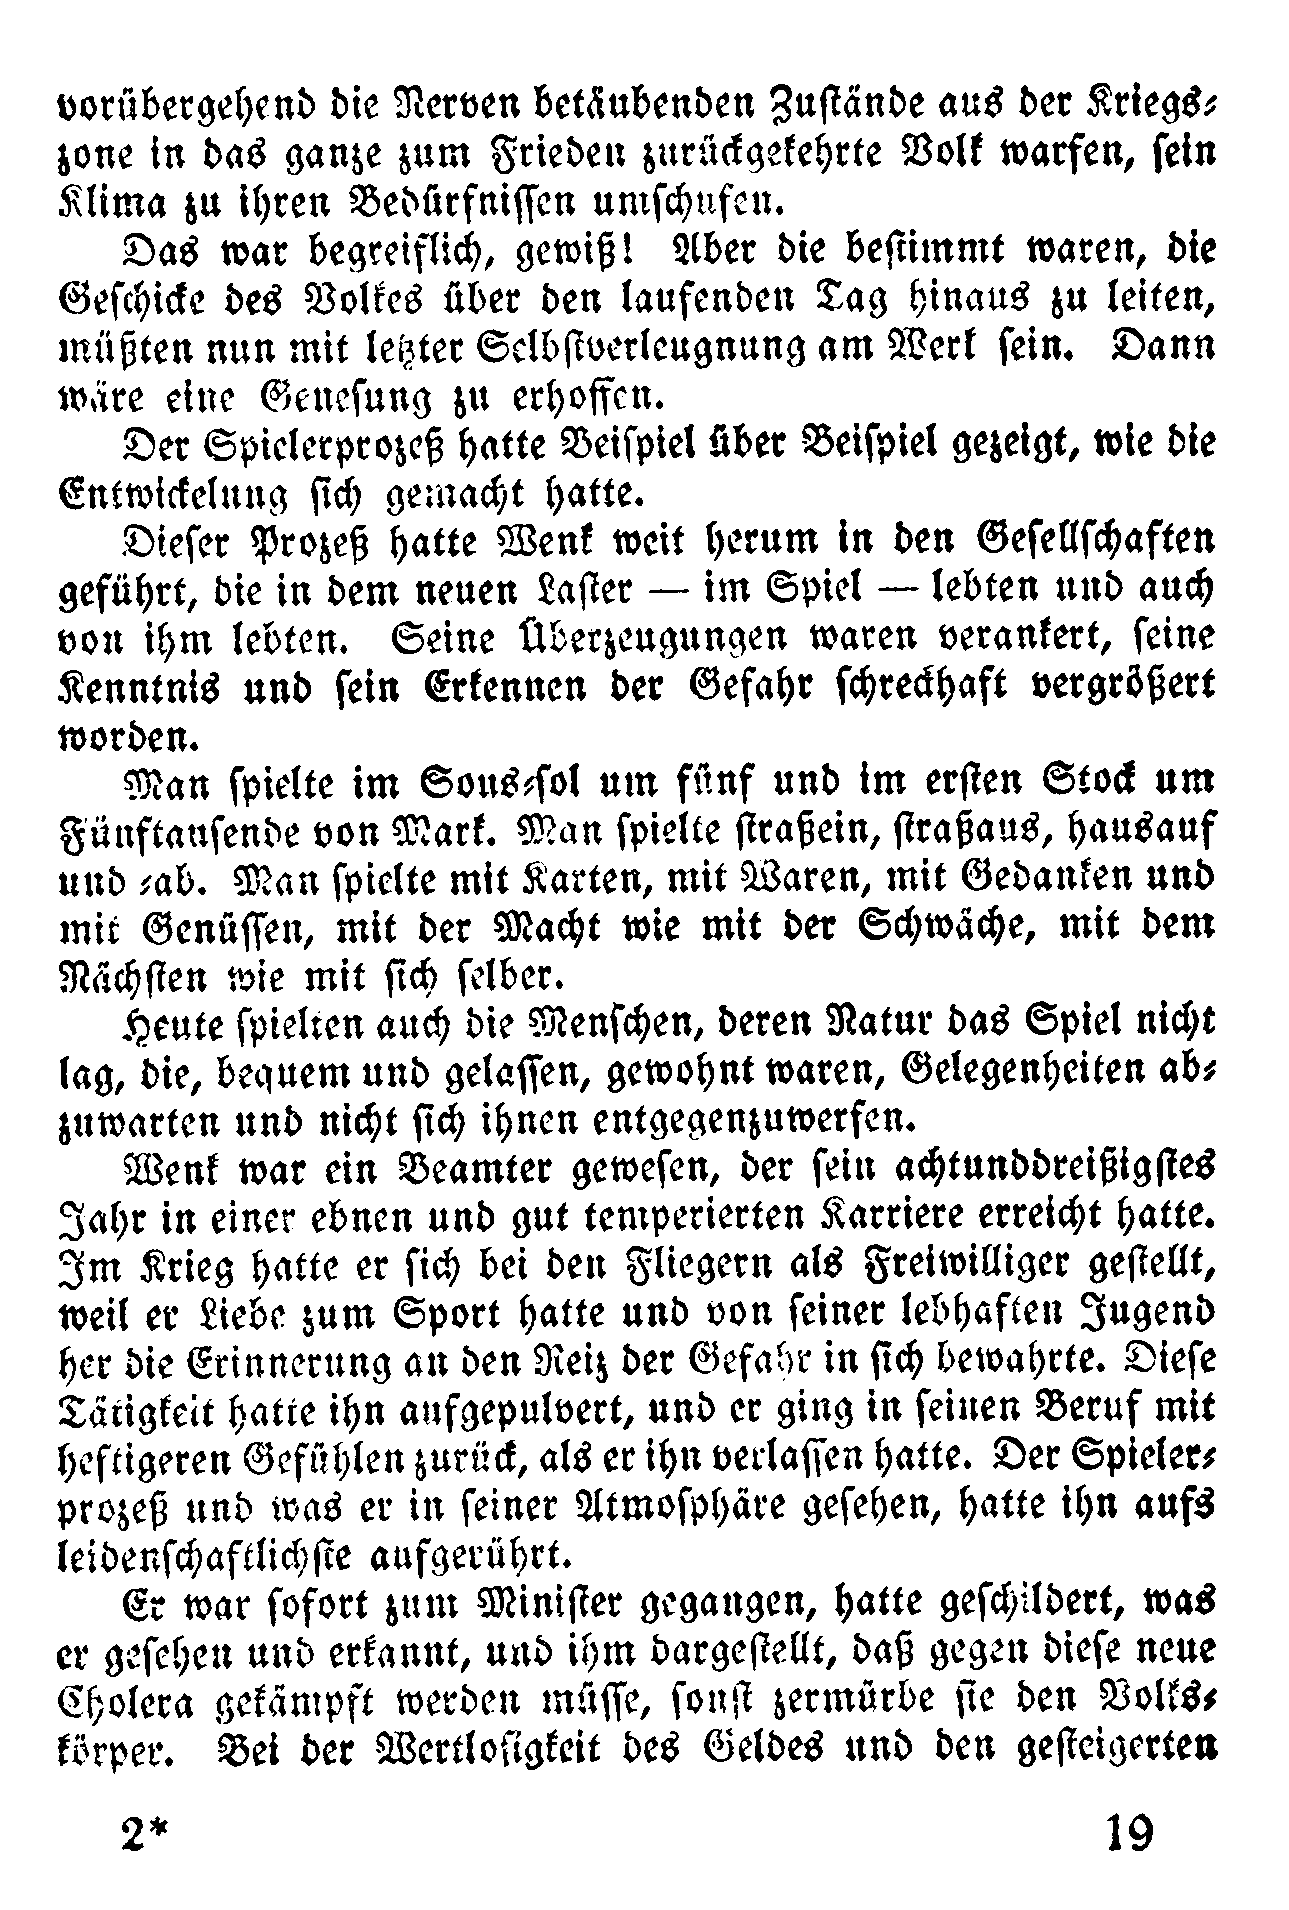 vorübergehend die Nerven betäubenden Zustände aus der Kriegs-
zone in das ganze zum Frieden zurückgekehrte Volk warfen, sein
Klima zu ihren Bedürfnissen umschufen.
Das war begreiflich, gewiß! Aber die bestimmt waren, die
Geschicke des Volkes über den laufenden Tag hinaus zu leiten,
müßten nun mit letzter Selbstverleugnung am Werk sein. Dann
wäre eine Genesung zu erhoffen.
Der Spielerprozeß hatte Beispiel über Beispiel gezeigt, wie die
Entwickelung sich gemacht hatte.
Dieser Prozeß hatte Wenk weit herum in den Gesellschaften
geführt, die in dem neuen Laster — im Spiel — lebten und auch
von ihm lebten. Seine Überzeugungen waren verankert, seine
Kenntnis und sein Erkennen der Gefahr schreckhaft vergrößert
worden.
Man spielte im Sous-sol um fünf und im ersten Stock um
Fünftausende von Mark. Man spielte straßein, straßaus, hausauf
und -ab. Man spielte mit Karten, mit Waren, mit Gedanken und
mit Genüssen, mit der Macht wie mit der Schwäche, mit dem
Nächsten wie mit sich selber.
Heute spielten auch die Menschen, deren Natur das Spiel nicht
lag, die, bequem und gelassen, gewohnt waren, Gelegenheiten ab-
zuwarten und nicht sich ihnen entgegenzuwerfen.
Wenk war ein Beamter gewesen, der sein achtunddreißigstes
Jahr in einer ebnen und gut temperierten Karriere erreicht hatte.
Im Krieg hatte er sich bei den Fliegern als Freiwilliger gestellt,
weil er Liebe zum Sport hatte und von seiner lebhaften Jugend
her die Erinnerung an den Reiz der Gefahr in sich bewahrte. Diese
Tätigkeit hatte ihn aufgepulvert, und er ging in seinen Beruf mit
heftigeren Gefühlen zurück, als er ihn verlassen hatte. Der Spieler-
prozeß und was er in seiner Atmosphäre gesehen, hatte ihn aufs
leidenschaftlichste aufgerührt.
Er war sofort zum Minister gegangen, hatte geschildert, was
er gesehen und erkannt, und ihm dargestellt, daß gegen diese neue
Cholera gekämpft werden müsse, sonst zermürbe sie den Volks-
körper. Bei der Wertlosigkeit des Geldes und den gesteigerten
2* 19